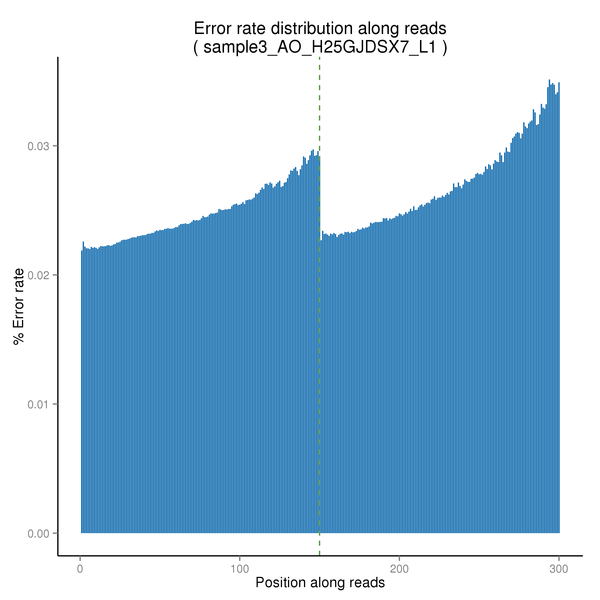 Error rate distribution along reads
( sample3_AO_H25GJDSX7_L1 )
% Error rate
0.03
0.02
0.01
0.00
0 100 200 300
Position along reads